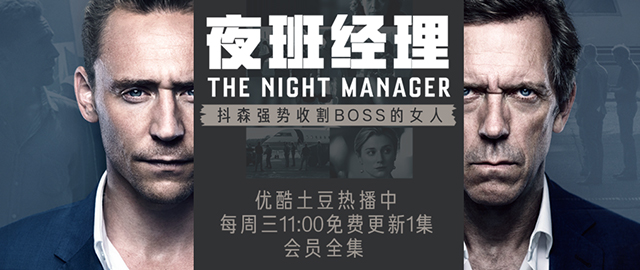 夜班经理
THE NIGHT MANAGER
抖森强势收割BOSS的女人
优酷土豆热播中
每周三11:00免费更新1集
会员全集